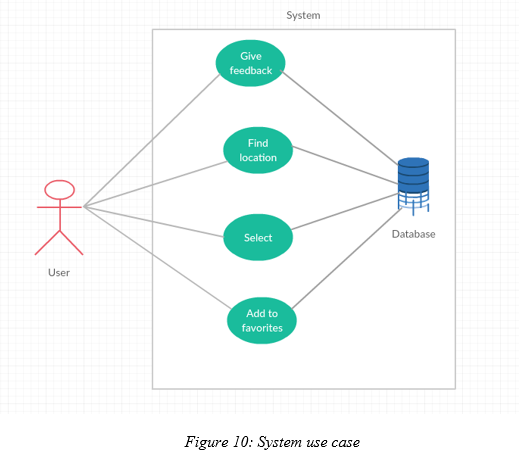 System
Give
feedback
Find
location
Select
Database
User
Add to
favorites
Figure 10: System use case